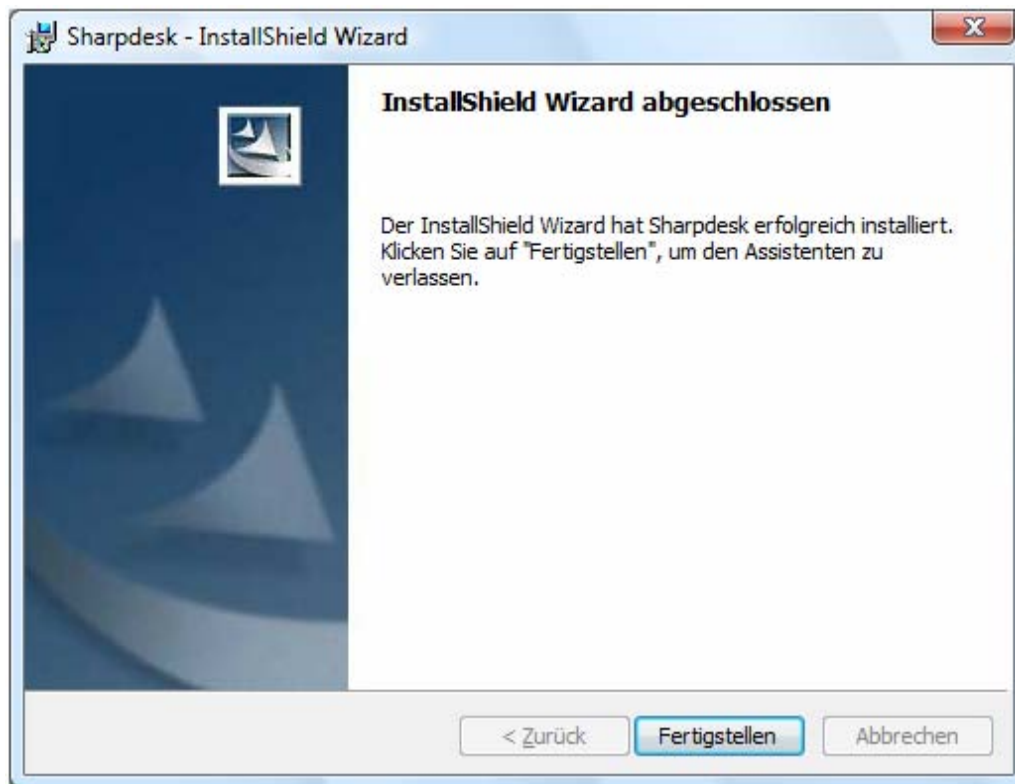 Sharpdesk - InstallShield Wizard
InstallShield Wizard abgeschlossen
Der InstallShield Wizard hat Sharpdesk erfolgreich installiert.
Klicken Sie auf "Fertigstellen", um den Assistenten zu
verlassen.
< Zurück
Fertigstellen
Abbrechen